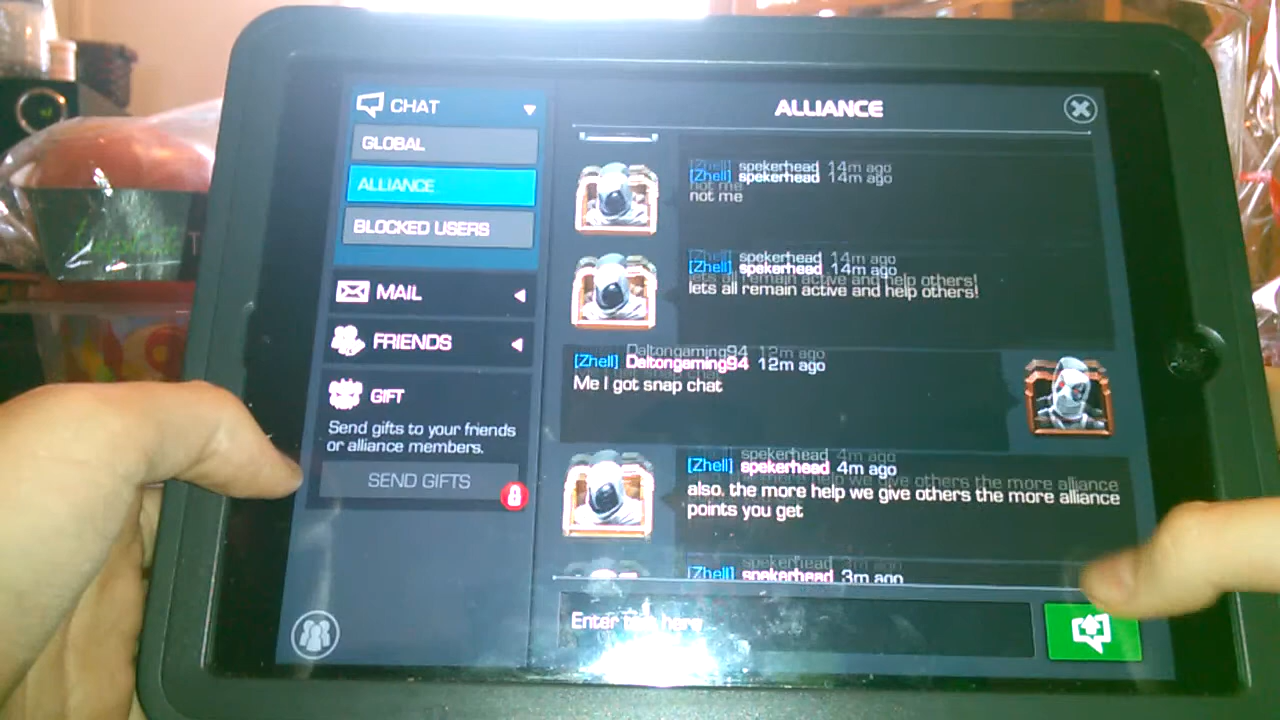 CHAT
GLOBAL
ALLIANCE
BLOCKED USERS
MAIL
FRIENDS
GIFT
Send gifts to your friends
or alliance members.
SEND GIFTS
ALLIANCE
[Zhell] spekerhead 14m ago
not me
[Zhell] spekerhead 14m ago
lets all remain active and help others!
[Zhell] Daltongaming94 12m ago
Me I got snap chat
[Zhell] spekerhead 4m ago
also. the more help we give others the more alliance
points you get
[Zhell] spekerhead 3m ago
Enter text here